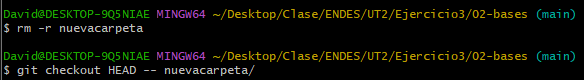 David@DESKTOP-9Q5NIAE MINGW64 ~/Desktop/Clase/ENDES/UT2/Ejercicio3/02-bases (main)
$ rm -r nuevacarpeta
David@DESKTOP-9Q5NIAE MINGW64 ~/Desktop/Clase/ENDES/UT2/Ejercicio3/02-bases (main)
$ git checkout HEAD -- nuevacarpeta/